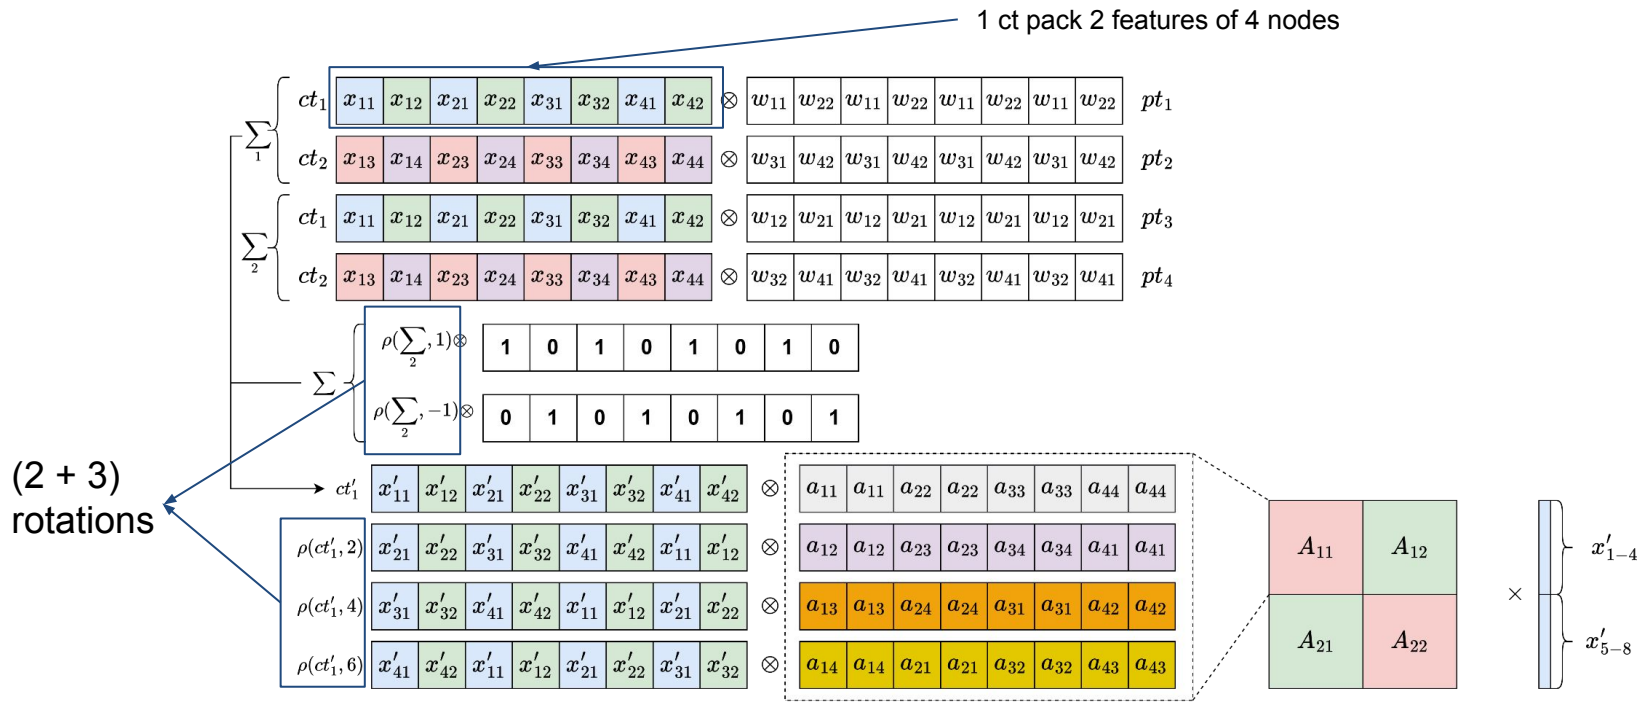 1 ct pack 2 features of 4 nodes
∑₁
ct₁ x₁₁ x₁₂ x₂₁ x₂₂ x₃₁ x₃₂ x₄₁ x₄₂ ⊗ w₁₁ w₂₂ w₁₁ w₂₂ w₁₁ w₂₂ w₁₁ w₂₂ pt₁
ct₂ x₁₃ x₁₄ x₂₃ x₂₄ x₃₃ x₃₄ x₄₃ x₄₄ ⊗ w₃₁ w₄₂ w₃₁ w₄₂ w₃₁ w₄₂ w₃₁ w₄₂ pt₂
∑₂
ct₁ x₁₁ x₁₂ x₂₁ x₂₂ x₃₁ x₃₂ x₄₁ x₄₂ ⊗ w₁₂ w₂₁ w₁₂ w₂₁ w₁₂ w₂₁ w₁₂ w₂₁ pt₃
ct₂ x₁₃ x₁₄ x₂₃ x₂₄ x₃₃ x₃₄ x₄₃ x₄₄ ⊗ w₃₂ w₄₁ w₃₂ w₄₁ w₃₂ w₄₁ w₃₂ w₄₁ pt₄
∑
ρ(∑₂, 1)⊗ 1 0 1 0 1 0 1 0
ρ(∑₂, −1)⊗ 0 1 0 1 0 1 0 1
(2 + 3)
rotations
ct′₁ x′₁₁ x′₁₂ x′₂₁ x′₂₂ x′₃₁ x′₃₂ x′₄₁ x′₄₂ ⊗ a₁₁ a₁₁ a₂₂ a₂₂ a₃₃ a₃₃ a₄₄ a₄₄
ρ(ct′₁, 2) x′₂₁ x′₂₂ x′₃₁ x′₃₂ x′₄₁ x′₄₂ x′₁₁ x′₁₂ ⊗ a₁₂ a₁₂ a₂₃ a₂₃ a₃₄ a₃₄ a₄₁ a₄₁
ρ(ct′₁, 4) x′₃₁ x′₃₂ x′₄₁ x′₄₂ x′₁₁ x′₁₂ x′₂₁ x′₂₂ ⊗ a₁₃ a₁₃ a₂₄ a₂₄ a₃₁ a₃₁ a₄₂ a₄₂
ρ(ct′₁, 6) x′₄₁ x′₄₂ x′₁₁ x′₁₂ x′₂₁ x′₂₂ x′₃₁ x′₃₂ ⊗ a₁₄ a₁₄ a₂₁ a₂₁ a₃₂ a₃₂ a₄₃ a₄₃
A₁₁ A₁₂
A₂₁ A₂₂
×
x′₁₋₄
x′₅₋₈